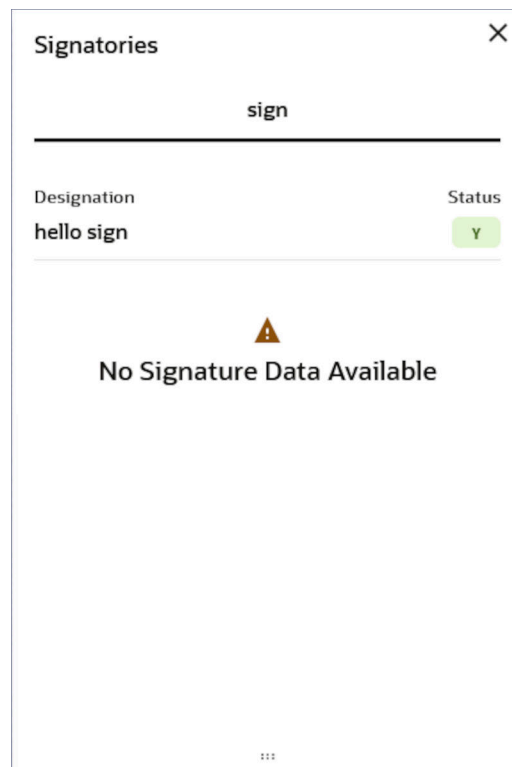 Signatories
sign
Designation Status
hello sign Y
No Signature Data Available